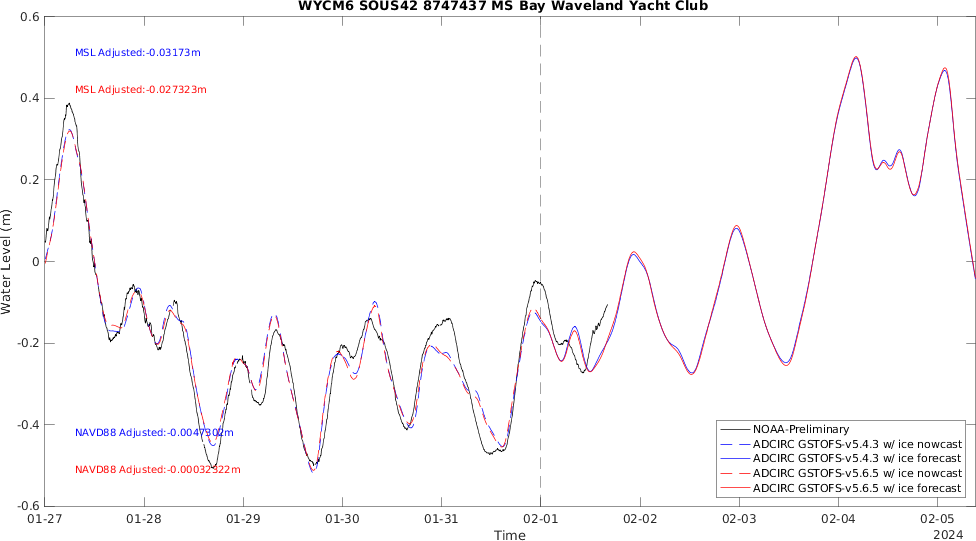 WYCM6 SOUS42 8747437 MS Bay Waveland Yacht Club
0.6
MSL Adjusted:-0.03173m
MSL Adjusted:-0.027323m
0.4
0.2
0
Water Level (m)
-0.2
-0.4
NAVD88 Adjusted:-0.0047302m
NAVD88 Adjusted:-0.00032322m
NOAA-Preliminary
ADCIRC GSTOFS-v5.4.3 w/ ice nowcast
ADCIRC GSTOFS-v5.4.3 w/ ice forecast
ADCIRC GSTOFS-v5.6.5 w/ ice nowcast
ADCIRC GSTOFS-v5.6.5 w/ ice forecast
-0.6
01-27 01-28 01-29 01-30 01-31 02-01 02-02 02-03 02-04 02-05
Time
2024